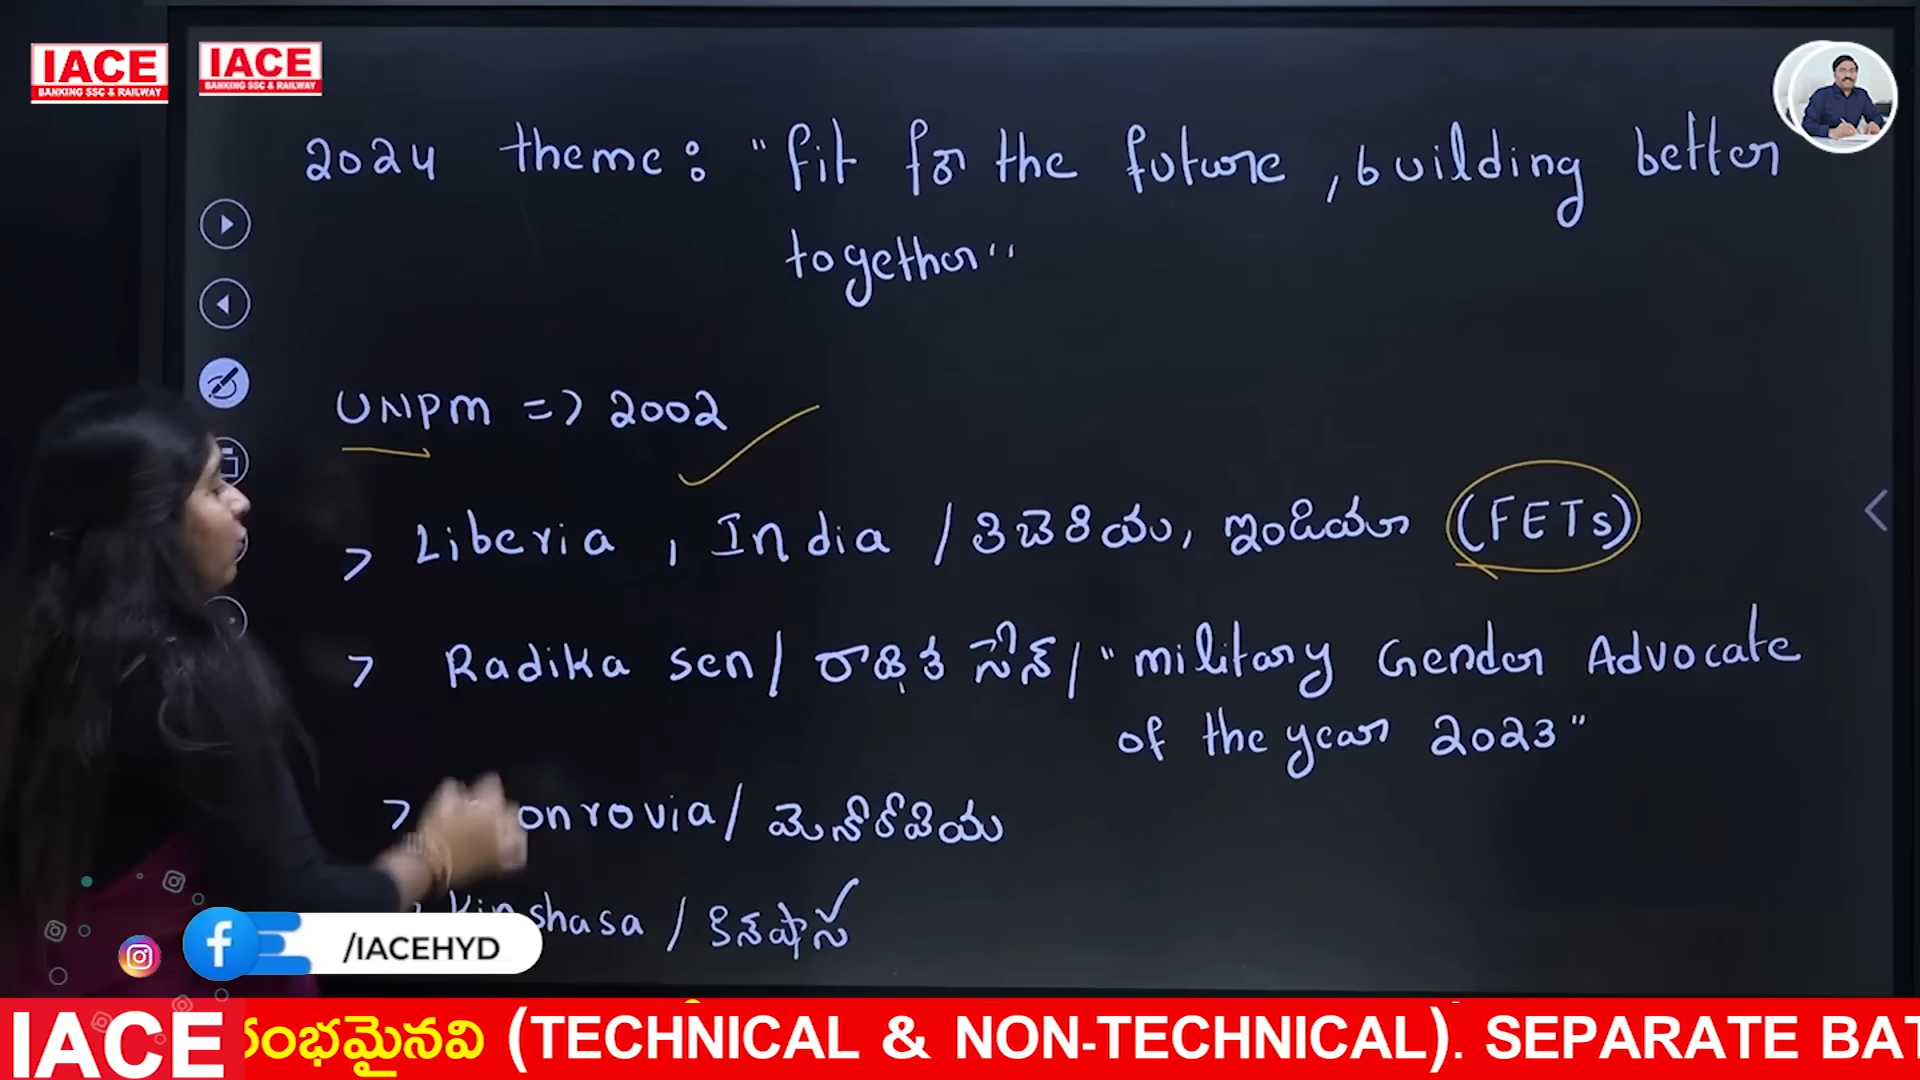 IACE
BANKING SSC & RAILWAY
IACE
BANKING SSC & RAILWAY
2024 theme: "fit for the future, building better
together"
UNPM => 2002
> Liberia, India / లిబెరియ, ఇండియా (FETs)
> Radika Sen / రాధిక సేన్ / "military Gender Advocate
of the year 2023"
> onrovia / మొన్రోవియ
Kinshasa / కిన్షాస
/IACEHYD
IACE రంభమైనవి (TECHNICAL & NON-TECHNICAL). SEPARATE BAT